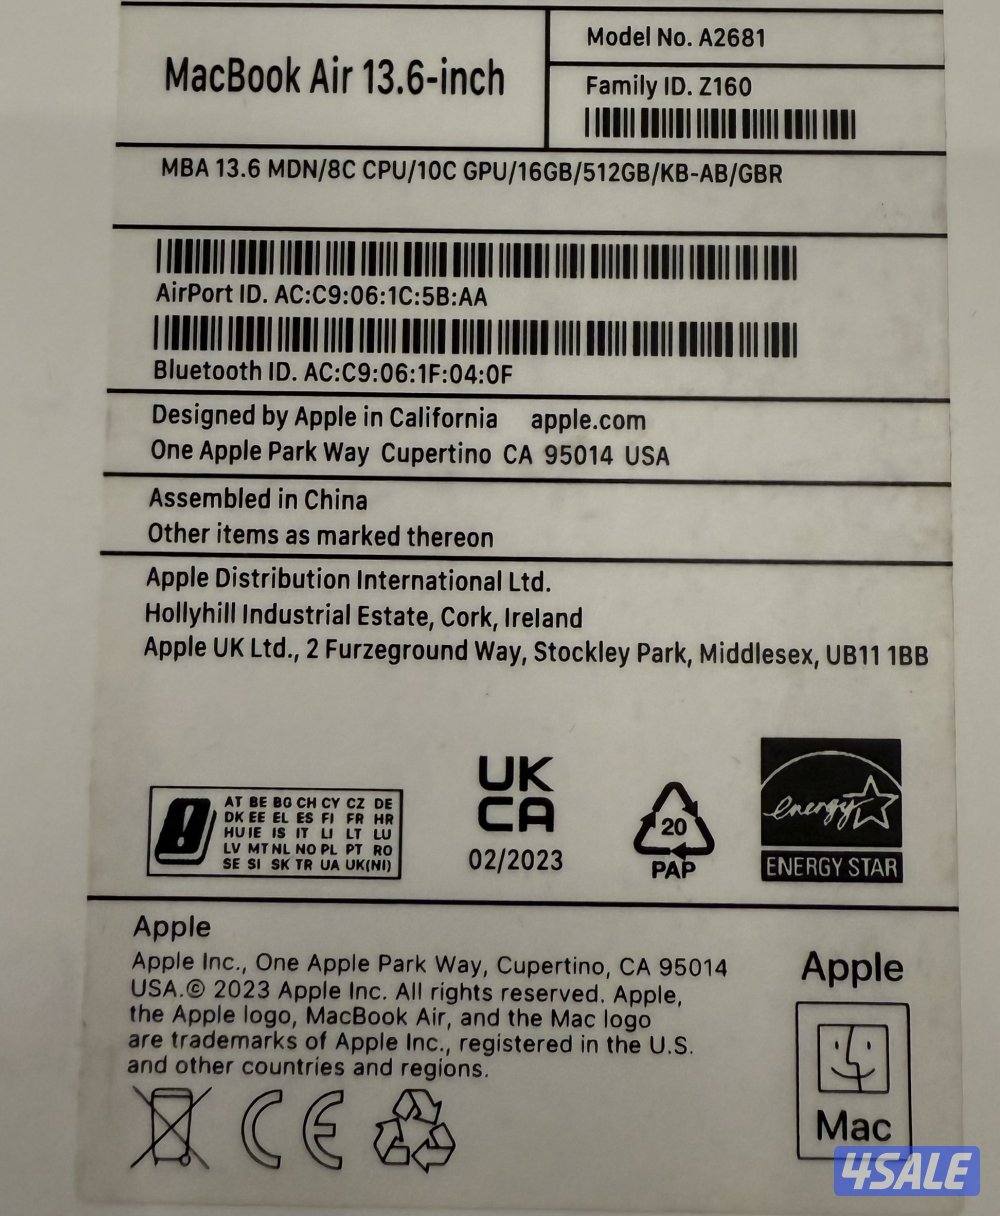 MacBook Air 13.6-inch
Model No. A2681
Family ID. Z160
MBA 13.6 MDN/8C CPU/10C GPU/16GB/512GB/KB-AB/GBR
AirPort ID. AC:C9:06:1C:5B:AA
Bluetooth ID. AC:C9:06:1F:04:0F
Designed by Apple in California apple.com
One Apple Park Way Cupertino CA 95014 USA
Assembled in China
Other items as marked thereon
Apple Distribution International Ltd.
Hollyhill Industrial Estate, Cork, Ireland
Apple UK Ltd., 2 Furzeground Way, Stockley Park, Middlesex, UB11 1BB
AT BE BG CH CY CZ DE
DK EE EL ES FI FR HR
HU IE IS IT LI LT LU
LV MT NL NO PL PT RO
SE SI SK TR UA UK(NI)
UK
CA
02/2023
20
PAP
energy
ENERGY STAR
Apple
Apple Inc., One Apple Park Way, Cupertino, CA 95014
USA.© 2023 Apple Inc. All rights reserved. Apple,
the Apple logo, MacBook Air, and the Mac logo
are trademarks of Apple Inc., registered in the U.S.
and other countries and regions.
CE
Apple
Mac
4SALE